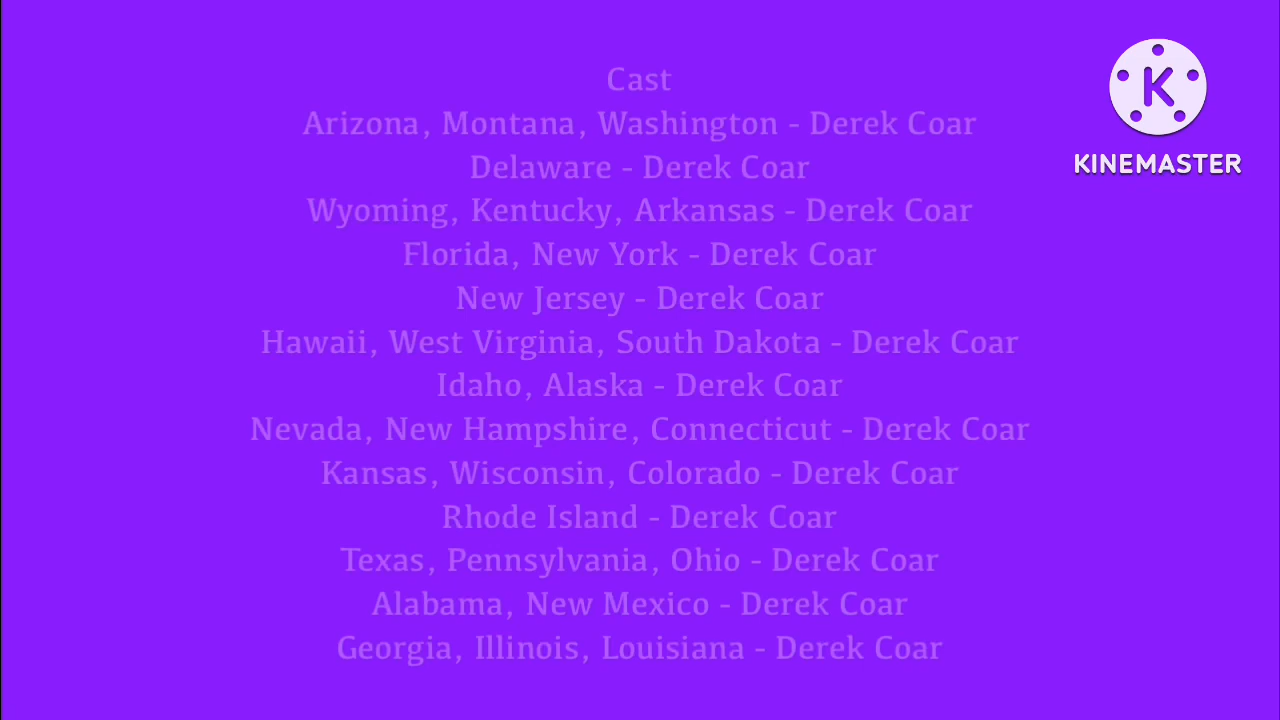 Cast
Arizona, Montana, Washington - Derek Coar
Delaware - Derek Coar
Wyoming, Kentucky, Arkansas - Derek Coar
Florida, New York - Derek Coar
New Jersey - Derek Coar
Hawaii, West Virginia, South Dakota - Derek Coar
Idaho, Alaska - Derek Coar
Nevada, New Hampshire, Connecticut - Derek Coar
Kansas, Wisconsin, Colorado - Derek Coar
Rhode Island - Derek Coar
Texas, Pennsylvania, Ohio - Derek Coar
Alabama, New Mexico - Derek Coar
Georgia, Illinois, Louisiana - Derek Coar
K
KINEMASTER